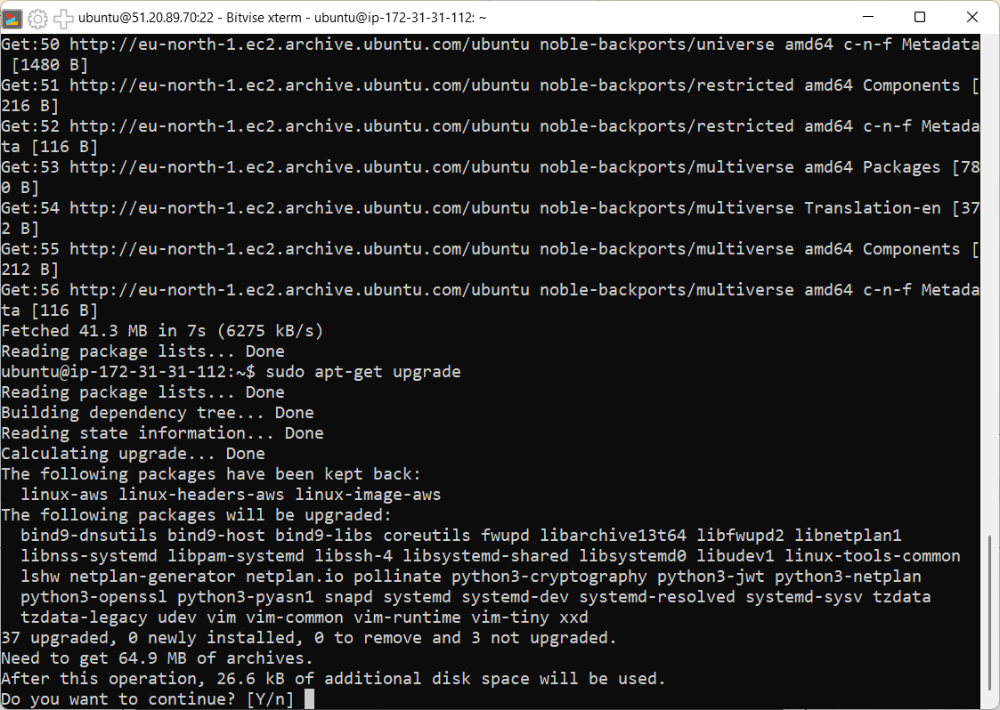 ubuntu@51.20.89.70:22 - Bitvise xterm - ubuntu@ip-172-31-31-112: ~
Get:50 http://eu-north-1.ec2.archive.ubuntu.com/ubuntu noble-backports/universe amd64 c-n-f Metadata
 [1480 B]
Get:51 http://eu-north-1.ec2.archive.ubuntu.com/ubuntu noble-backports/restricted amd64 Components [
216 B]
Get:52 http://eu-north-1.ec2.archive.ubuntu.com/ubuntu noble-backports/restricted amd64 c-n-f Metada
ta [116 B]
Get:53 http://eu-north-1.ec2.archive.ubuntu.com/ubuntu noble-backports/multiverse amd64 Packages [78
0 B]
Get:54 http://eu-north-1.ec2.archive.ubuntu.com/ubuntu noble-backports/multiverse Translation-en [37
2 B]
Get:55 http://eu-north-1.ec2.archive.ubuntu.com/ubuntu noble-backports/multiverse amd64 Components [
212 B]
Get:56 http://eu-north-1.ec2.archive.ubuntu.com/ubuntu noble-backports/multiverse amd64 c-n-f Metada
ta [116 B]
Fetched 41.3 MB in 7s (6275 kB/s)
Reading package lists... Done
ubuntu@ip-172-31-31-112:~$ sudo apt-get upgrade
Reading package lists... Done
Building dependency tree... Done
Reading state information... Done
Calculating upgrade... Done
The following packages have been kept back:
  linux-aws linux-headers-aws linux-image-aws
The following packages will be upgraded:
  bind9-dnsutils bind9-host bind9-libs coreutils fwupd libarchive13t64 libfwupd2 libnetplan1
  libnss-systemd libpam-systemd libssh-4 libsystemd-shared libsystemd0 libudev1 linux-tools-common
  lshw netplan-generator netplan.io pollinate python3-cryptography python3-jwt python3-netplan
  python3-openssl python3-pyasn1 snapd systemd systemd-dev systemd-resolved systemd-sysv tzdata
  tzdata-legacy udev vim vim-common vim-runtime vim-tiny xxd
37 upgraded, 0 newly installed, 0 to remove and 3 not upgraded.
Need to get 64.9 MB of archives.
After this operation, 26.6 kB of additional disk space will be used.
Do you want to continue? [Y/n]